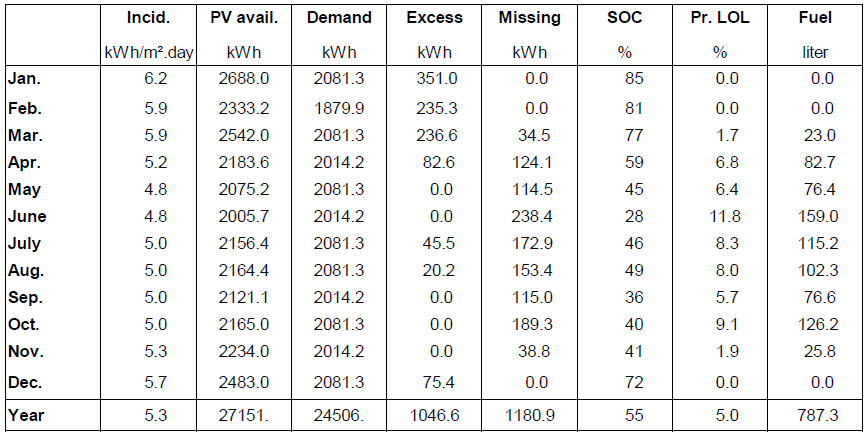 Incid. PV avail. Demand Excess Missing SOC Pr. LOL Fuel
kWh/m².day kWh kWh kWh kWh % % liter
Jan. 6.2 2688.0 2081.3 351.0 0.0 85 0.0 0.0
Feb. 5.9 2333.2 1879.9 235.3 0.0 81 0.0 0.0
Mar. 5.9 2542.0 2081.3 236.6 34.5 77 1.7 23.0
Apr. 5.2 2183.6 2014.2 82.6 124.1 59 6.8 82.7
May 4.8 2075.2 2081.3 0.0 114.5 45 6.4 76.4
June 4.8 2005.7 2014.2 0.0 238.4 28 11.8 159.0
July 5.0 2156.4 2081.3 45.5 172.9 46 8.3 115.2
Aug. 5.0 2164.4 2081.3 20.2 153.4 49 8.0 102.3
Sep. 5.0 2121.1 2014.2 0.0 115.0 36 5.7 76.6
Oct. 5.0 2165.0 2081.3 0.0 189.3 40 9.1 126.2
Nov. 5.3 2234.0 2014.2 0.0 38.8 41 1.9 25.8
Dec. 5.7 2483.0 2081.3 75.4 0.0 72 0.0 0.0
Year 5.3 27151. 24506. 1046.6 1180.9 55 5.0 787.3